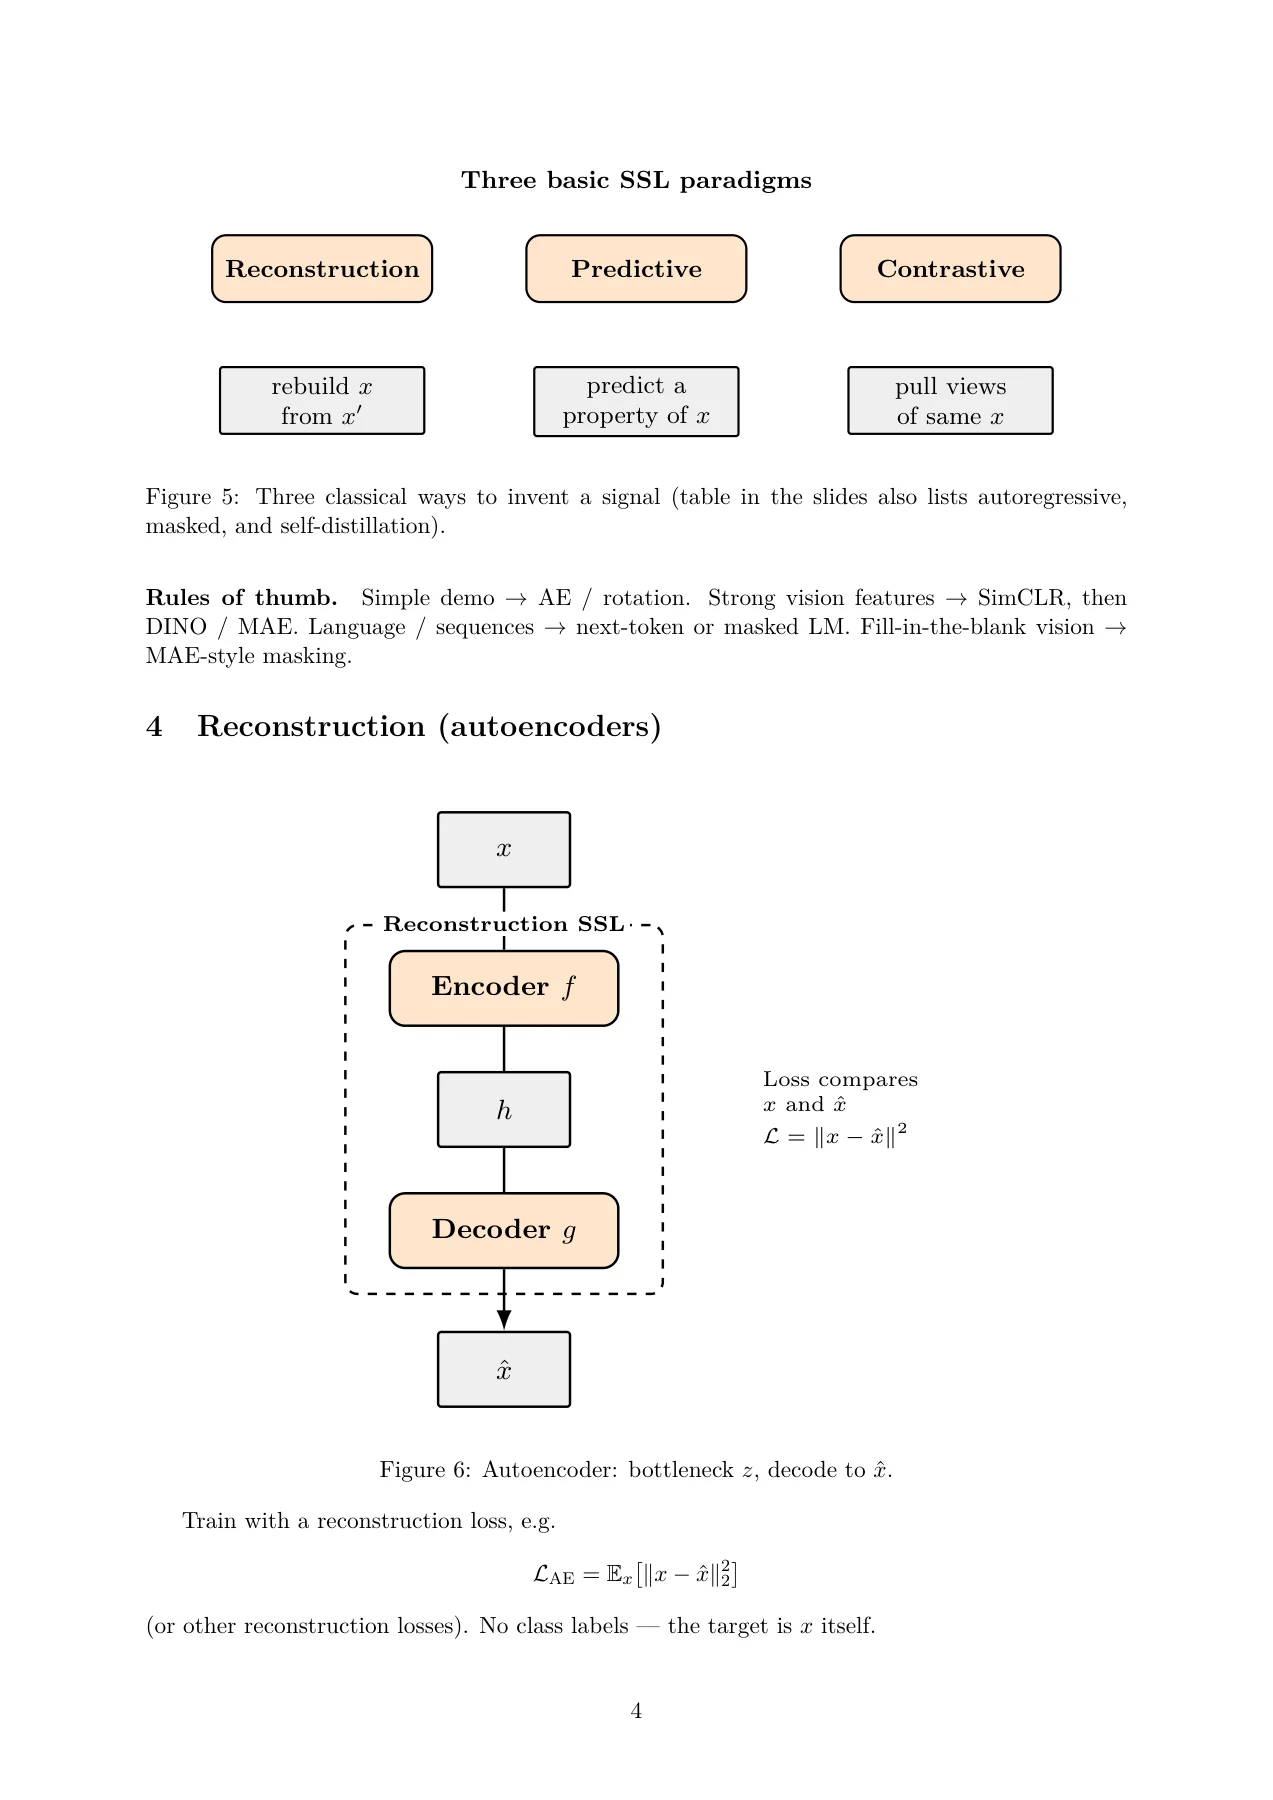 Three basic SSL paradigms
Reconstruction
Predictive
Contrastive
rebuild x
from x′
predict a
property of x
pull views
of same x
Figure 5: Three classical ways to invent a signal (table in the slides also lists autoregressive,
masked, and self-distillation).
Rules of thumb. Simple demo → AE / rotation. Strong vision features → SimCLR, then
DINO / MAE. Language / sequences → next-token or masked LM. Fill-in-the-blank vision →
MAE-style masking.
4 Reconstruction (autoencoders)
x
Reconstruction SSL
Encoder f
h
Loss compares
x and x̂
ℒ = ‖x − x̂‖²
Decoder g
x̂
Figure 6: Autoencoder: bottleneck z, decode to x̂.
Train with a reconstruction loss, e.g.
ℒ_AE = 𝔼_x[‖x − x̂‖₂²]
(or other reconstruction losses). No class labels — the target is x itself.
4